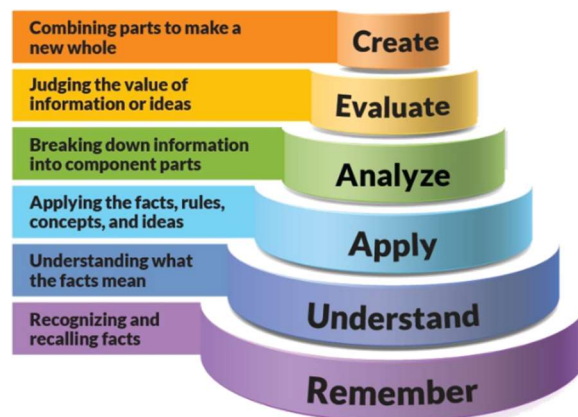 Combining parts to make a
new whole
Create
Judging the value of
information or ideas
Evaluate
Breaking down information
into component parts
Analyze
Applying the facts, rules,
concepts, and ideas
Apply
Understanding what
the facts mean
Understand
Recognizing and
recalling facts
Remember